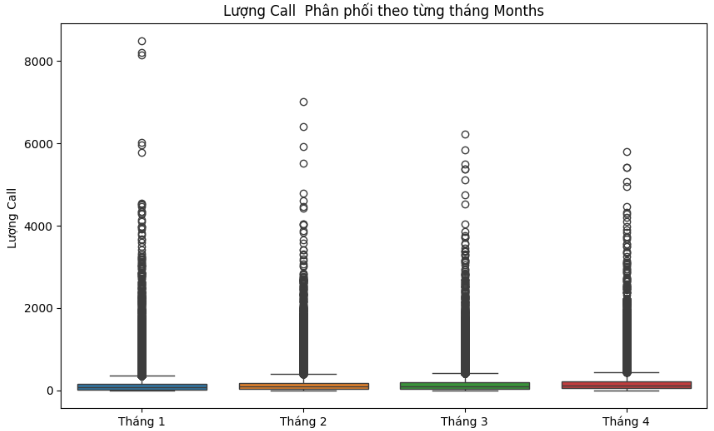 Lượng Call  Phân phối theo từng tháng Months
8000
6000
4000
2000
0
Lượng Call
Tháng 1
Tháng 2
Tháng 3
Tháng 4